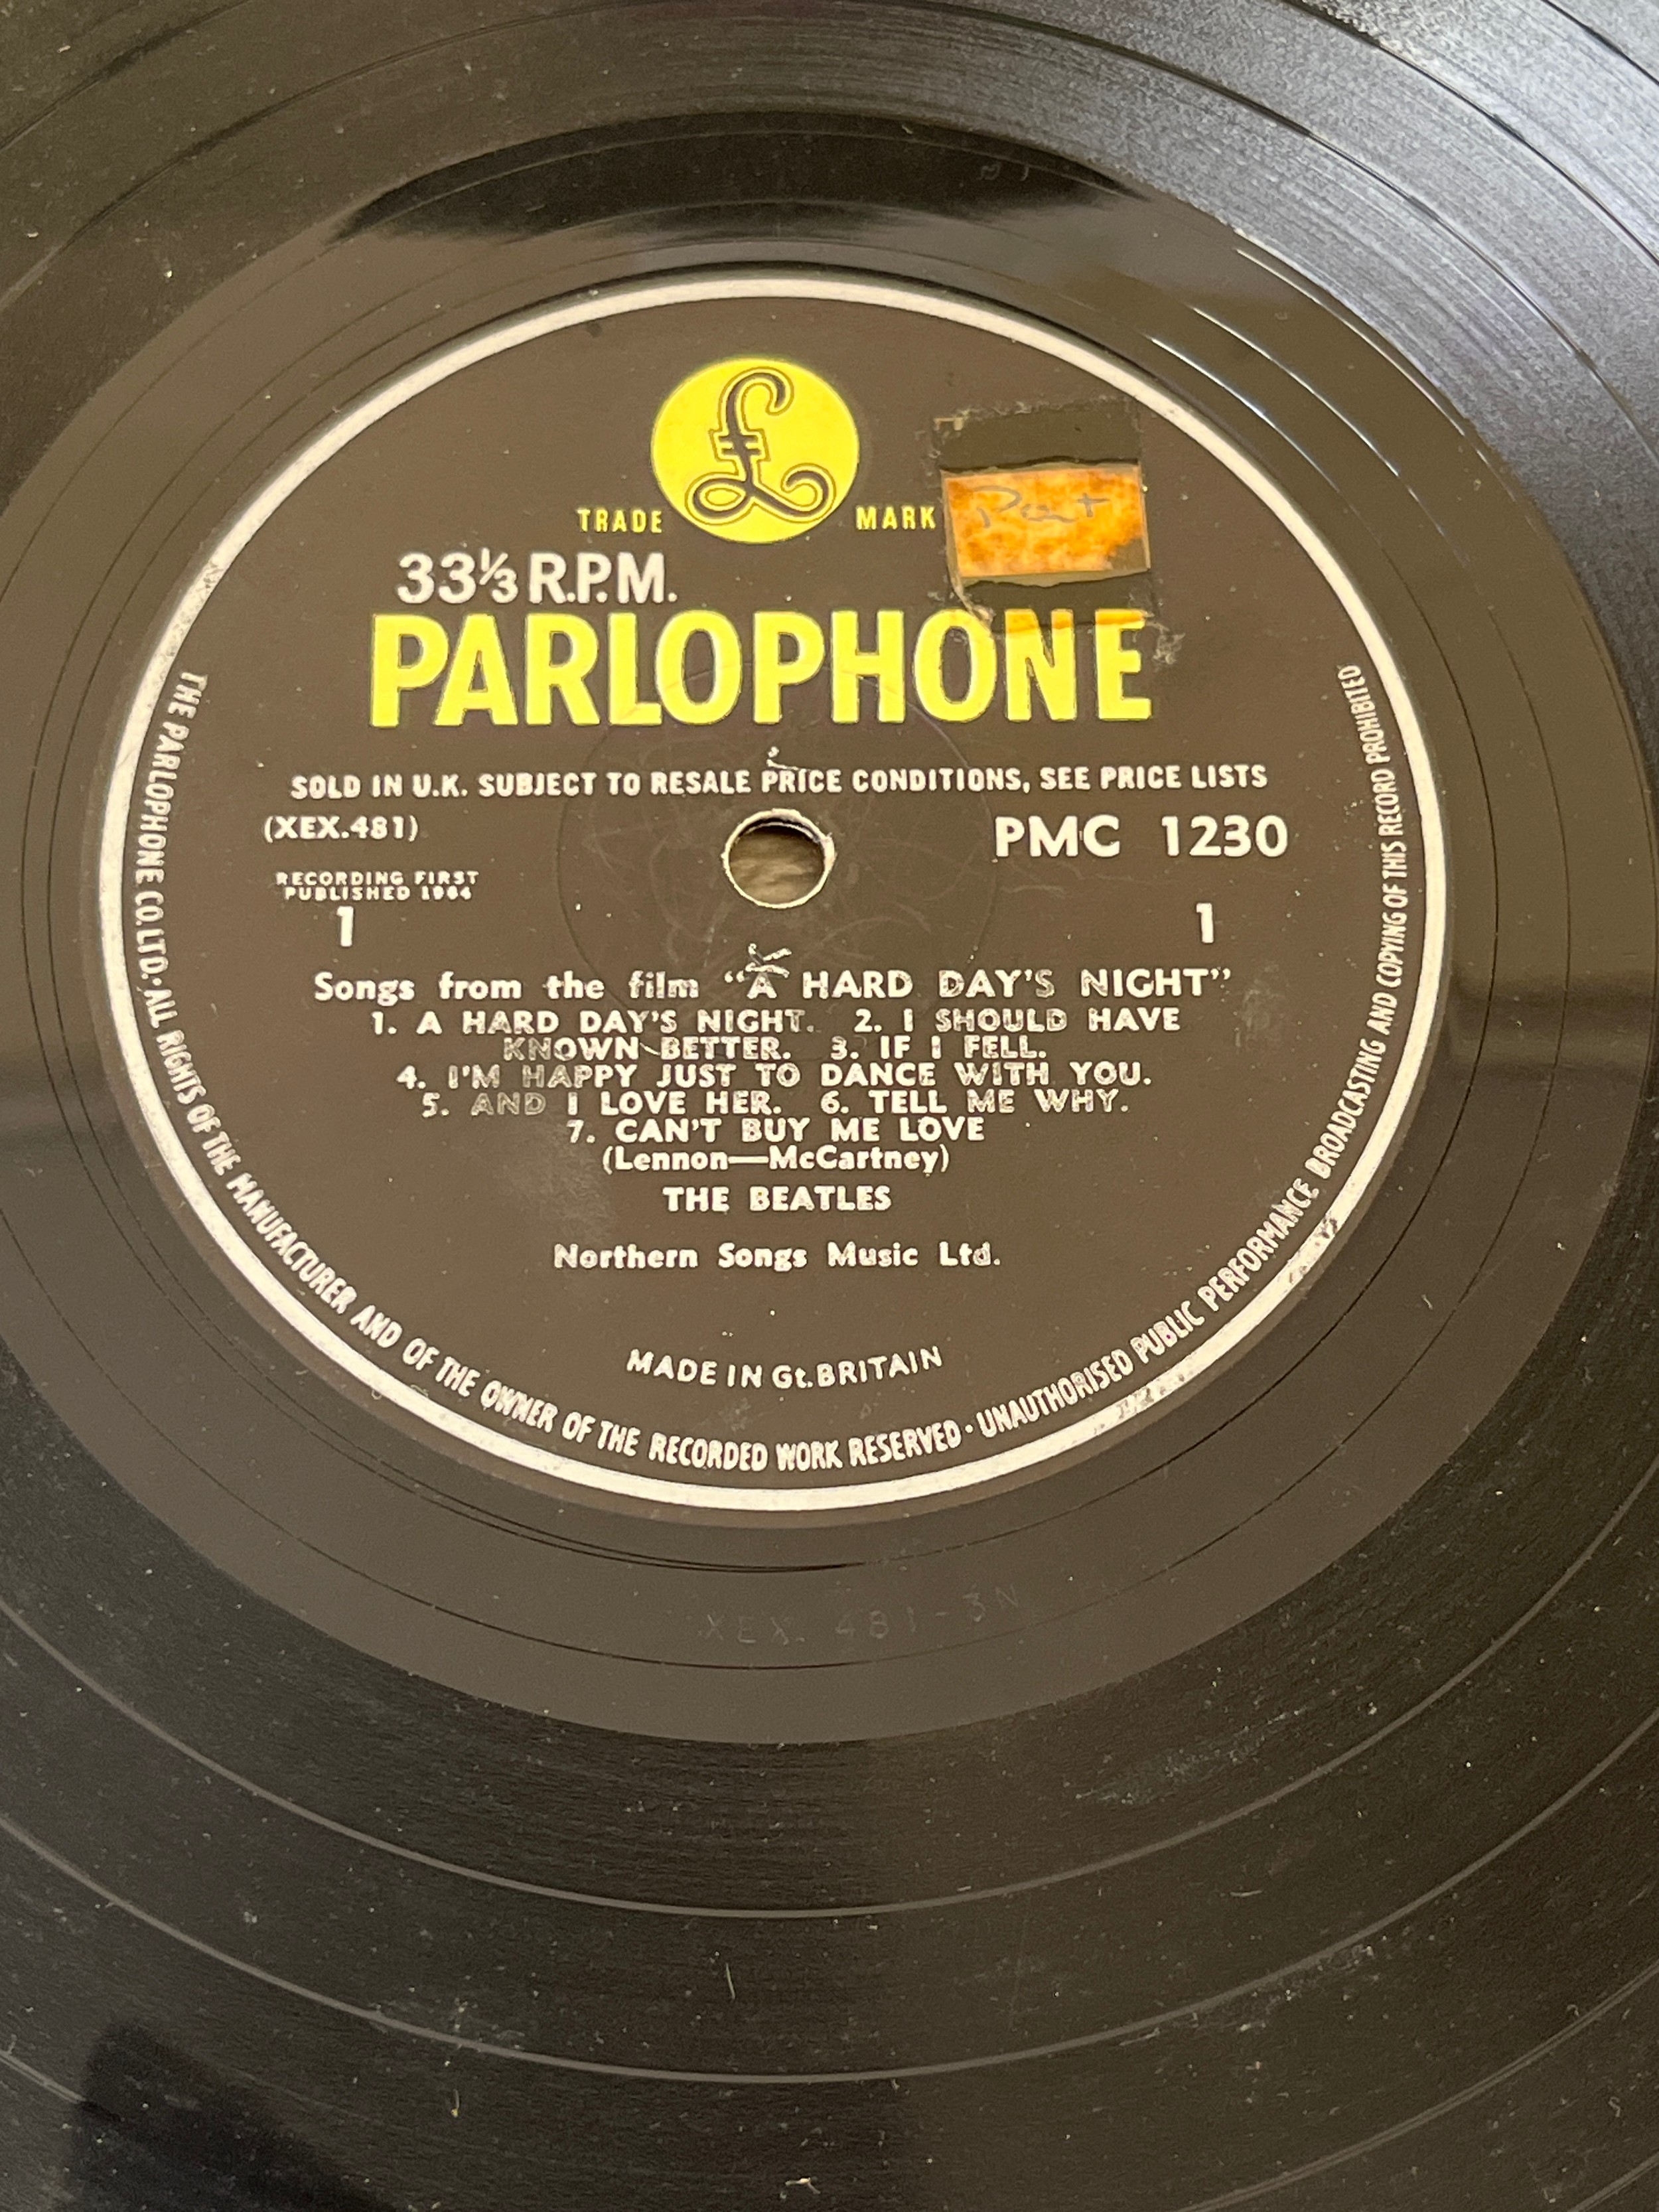 £
TRADE MARK
33⅓ R.P.M.
PARLOPHONE
SOLD IN U.K. SUBJECT TO RESALE PRICE CONDITIONS, SEE PRICE LISTS
(XEX.481) PMC 1230
RECORDING FIRST
PUBLISHED 1964
1 1
Songs from the film “A HARD DAY'S NIGHT”
1. A HARD DAY'S NIGHT. 2. I SHOULD HAVE
KNOWN BETTER. 3. IF I FELL.
4. I'M HAPPY JUST TO DANCE WITH YOU.
5. AND I LOVE HER. 6. TELL ME WHY.
7. CAN'T BUY ME LOVE
(Lennon—McCartney)
THE BEATLES
Northern Songs Music Ltd.
MADE IN Gt. BRITAIN
THE PARLOPHONE CO. LTD. · ALL RIGHTS OF THE MANUFACTURER AND OF THE OWNER OF THE RECORDED WORK RESERVED · UNAUTHORISED PUBLIC PERFORMANCE BROADCASTING AND COPYING OF THIS RECORD PROHIBITED
XEX. 481-3N